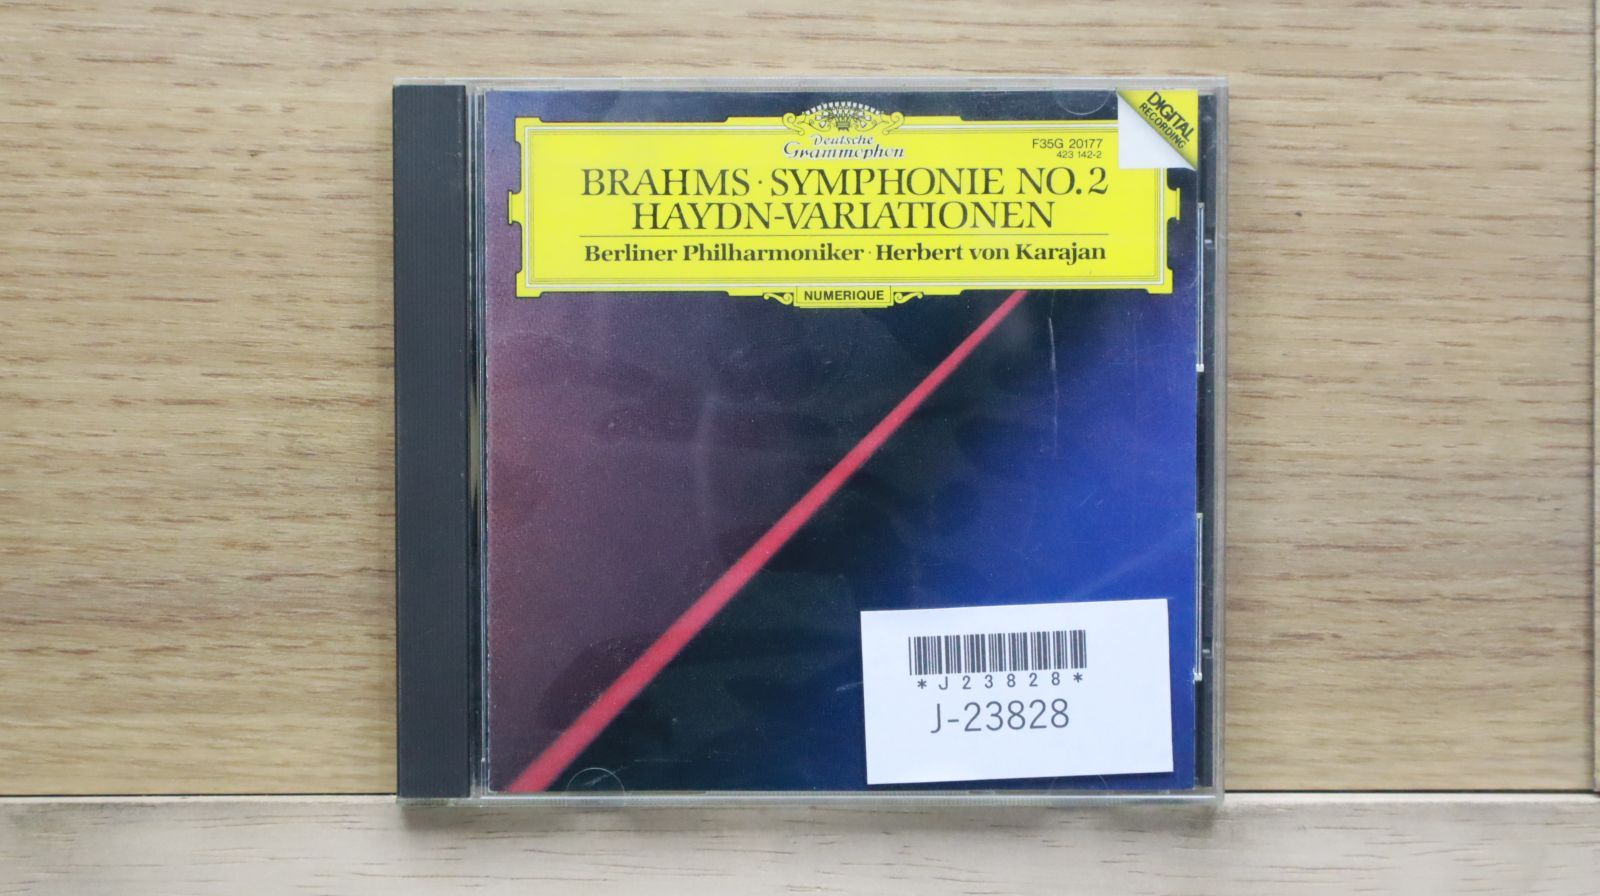 Deutsche
Grammophon
F35G 20177
423 142-2
DIGITAL
RECORDING
BRAHMS · SYMPHONIE NO. 2
HAYDN-VARIATIONEN
Berliner Philharmoniker · Herbert von Karajan
NUMERIQUE
*J23828*
J-23828